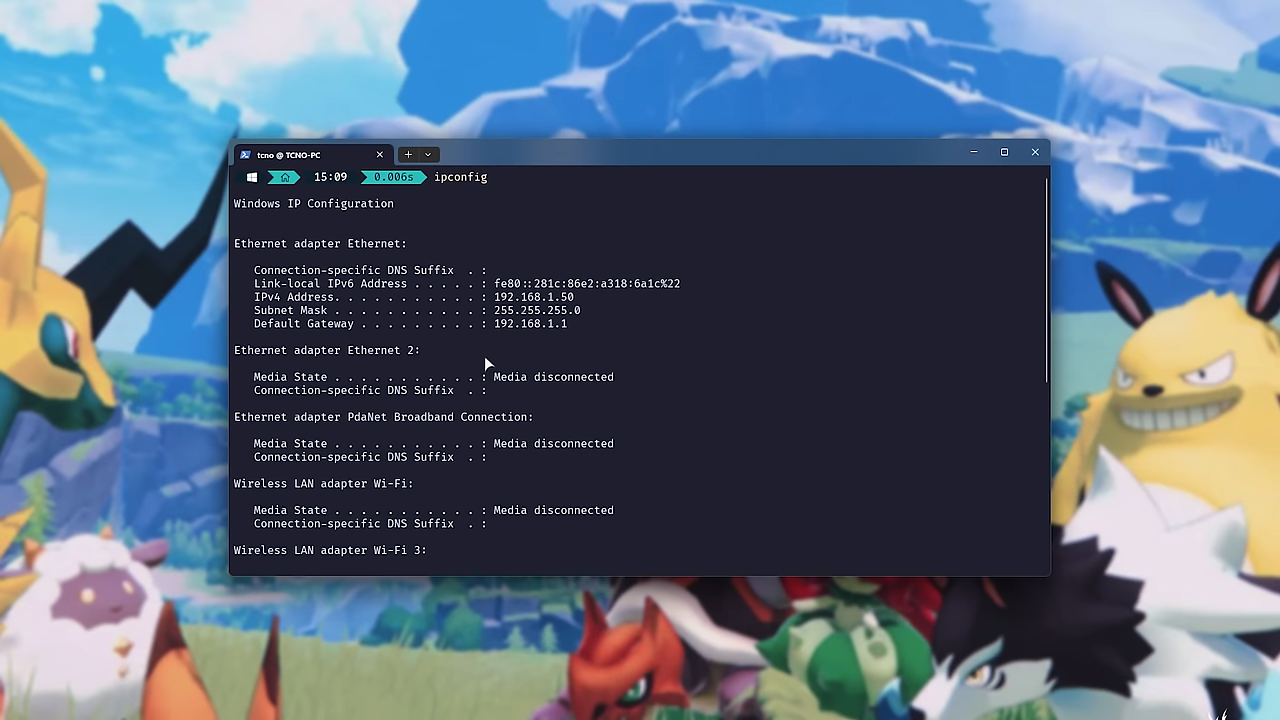 tcno @ TCNO-PC
15:09 0.006s ipconfig
Windows IP Configuration
Ethernet adapter Ethernet:
Connection-specific DNS Suffix . :
Link-local IPv6 Address . . . . . : fe80::281c:86e2:a318:6a1c%22
IPv4 Address. . . . . . . . . . . : 192.168.1.50
Subnet Mask . . . . . . . . . . . : 255.255.255.0
Default Gateway . . . . . . . . . : 192.168.1.1
Ethernet adapter Ethernet 2:
Media State . . . . . . . . . . . : Media disconnected
Connection-specific DNS Suffix . :
Ethernet adapter PdaNet Broadband Connection:
Media State . . . . . . . . . . . : Media disconnected
Connection-specific DNS Suffix . :
Wireless LAN adapter Wi-Fi:
Media State . . . . . . . . . . . : Media disconnected
Connection-specific DNS Suffix . :
Wireless LAN adapter Wi-Fi 3: